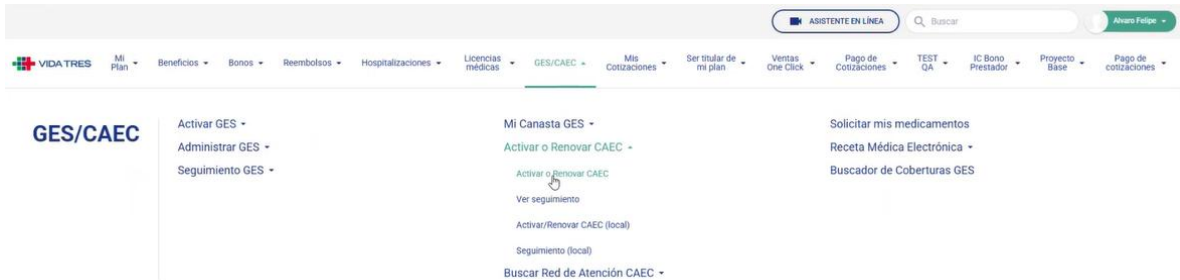 ASISTENTE EN LÍNEA
Buscar
Alvaro Felipe
VIDA TRES
Mi Plan
Beneficios
Bonos
Reembolsos
Hospitalizaciones
Licencias médicas
GES/CAEC
Mis Cotizaciones
Ser titular de mi plan
Ventas One Click
Pago de Cotizaciones
TEST QA
IC Bono Prestador
Proyecto Base
Pago de cotizaciones
GES/CAEC
Activar GES
Administrar GES
Seguimiento GES
Mi Canasta GES
Activar o Renovar CAEC
Activar o Renovar CAEC
Ver seguimiento
Activar/Renovar CAEC (local)
Seguimiento (local)
Buscar Red de Atención CAEC
Solicitar mis medicamentos
Receta Médica Electrónica
Buscador de Coberturas GES